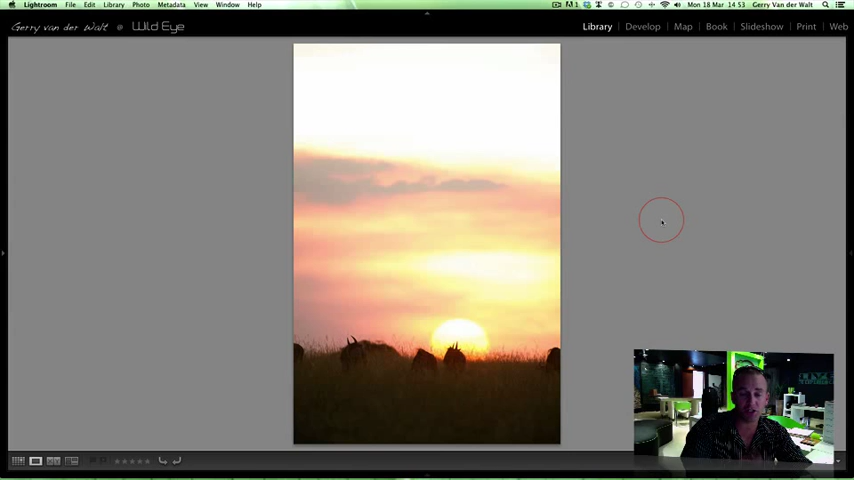 Lightroom File Edit Library Photo Metadata View Window Help
Mon 18 Mar 14 53 Gerry Van der Walt
Gerry van der Walt @ Wild Eye
Library | Develop | Map | Book | Slideshow | Print | Web